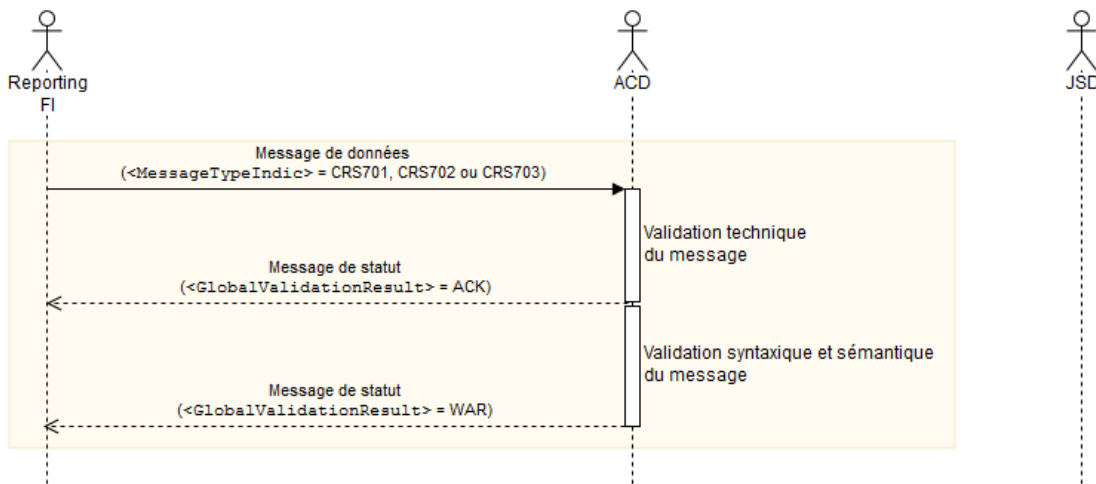 Reporting
FI
ACD
JSD
Message de données
(<MessageTypeIndic> = CRS701, CRS702 ou CRS703)
Validation technique
du message
Message de statut
(<GlobalValidationResult> = ACK)
Validation syntaxique et sémantique
du message
Message de statut
(<GlobalValidationResult> = WAR)